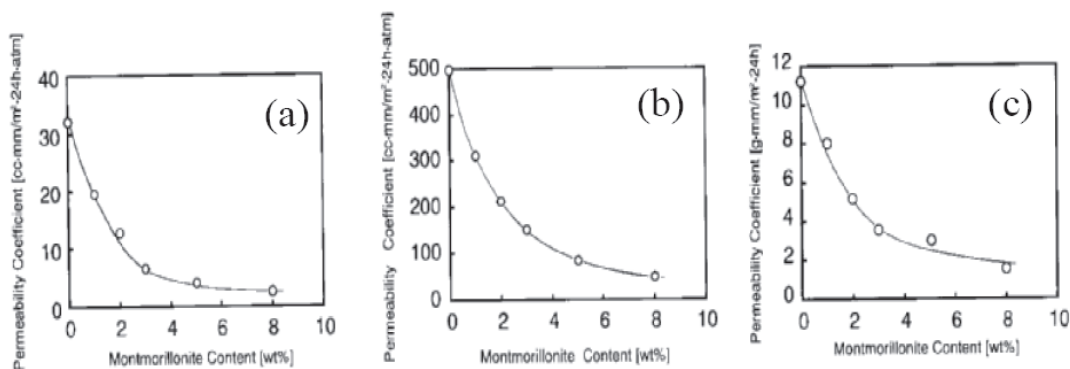 Permeability Coefficient [cc-mm/m²-24h-atm]
40
30
20
10
0
(a)
0 2 4 6 8 10
Montmorillonite Content [wt%]
Permeability Coefficient [cc-mm/m²-24h-atm]
500
400
300
200
100
0
(b)
0 2 4 6 8 10
Montmorillonite Content [wt%]
Permeability Coefficient [g-mm/m²-24h]
12
10
8
6
4
2
0
(c)
0 2 4 6 8 10
Montmorillonite Content [wt%]